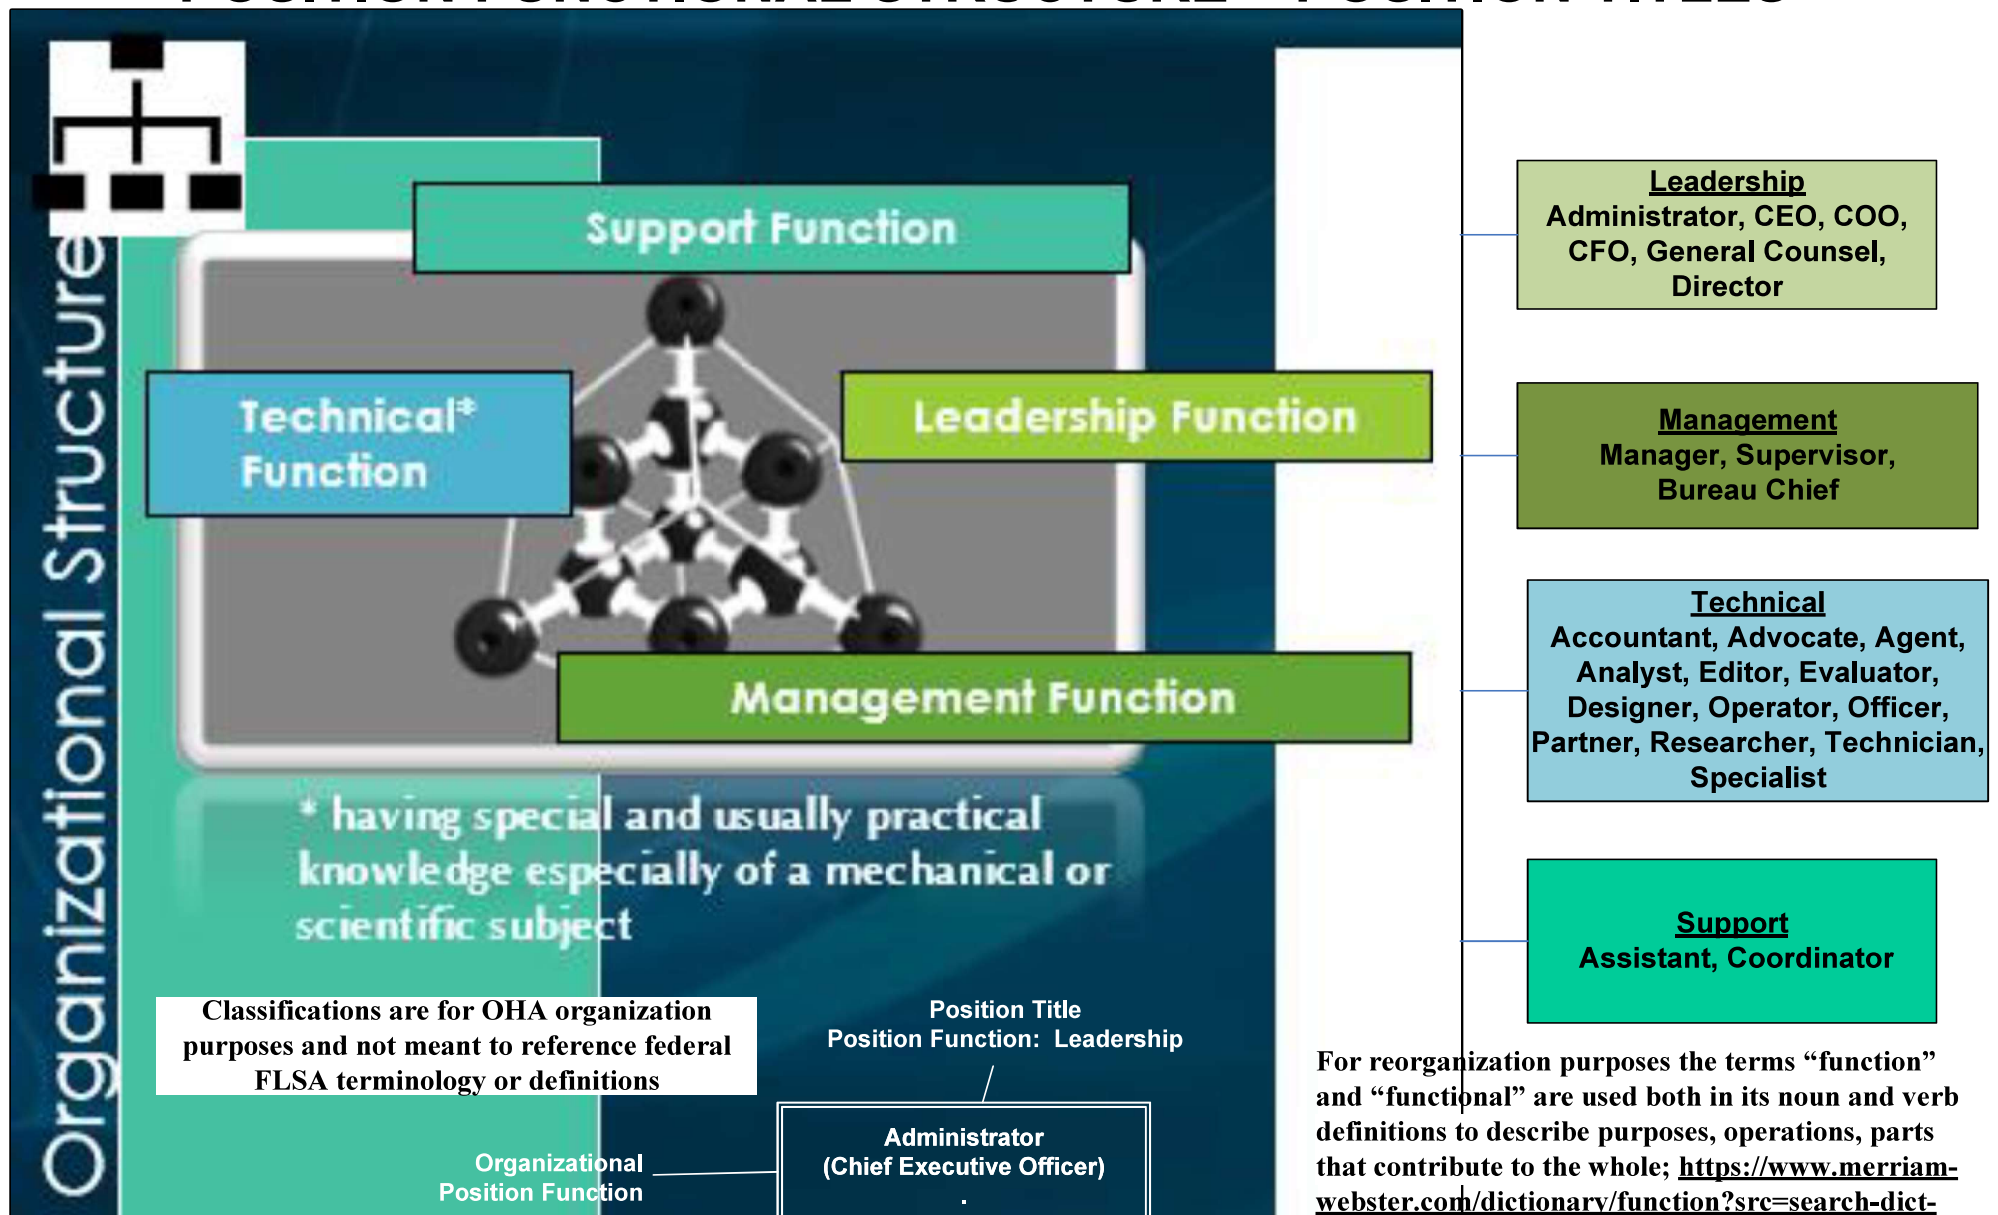 POSITION FUNCTIONAL STRUCTURE – POSITION TITLES
Organizational Structure
Support Function
Technical*
Function
Leadership Function
Management Function
* having special and usually practical
knowledge especially of a mechanical or
scientific subject
Classifications are for OHA organization
purposes and not meant to reference federal
FLSA terminology or definitions
Position Title
Position Function: Leadership
Organizational
Position Function
Administrator
(Chief Executive Officer)
.
Leadership
Administrator, CEO, COO,
CFO, General Counsel,
Director
Management
Manager, Supervisor,
Bureau Chief
Technical
Accountant, Advocate, Agent,
Analyst, Editor, Evaluator,
Designer, Operator, Officer,
Partner, Researcher, Technician,
Specialist
Support
Assistant, Coordinator
For reorganization purposes the terms “function”
and “functional” are used both in its noun and verb
definitions to describe purposes, operations, parts
that contribute to the whole; https://www.merriam-
webster.com/dictionary/function?src=search-dict-